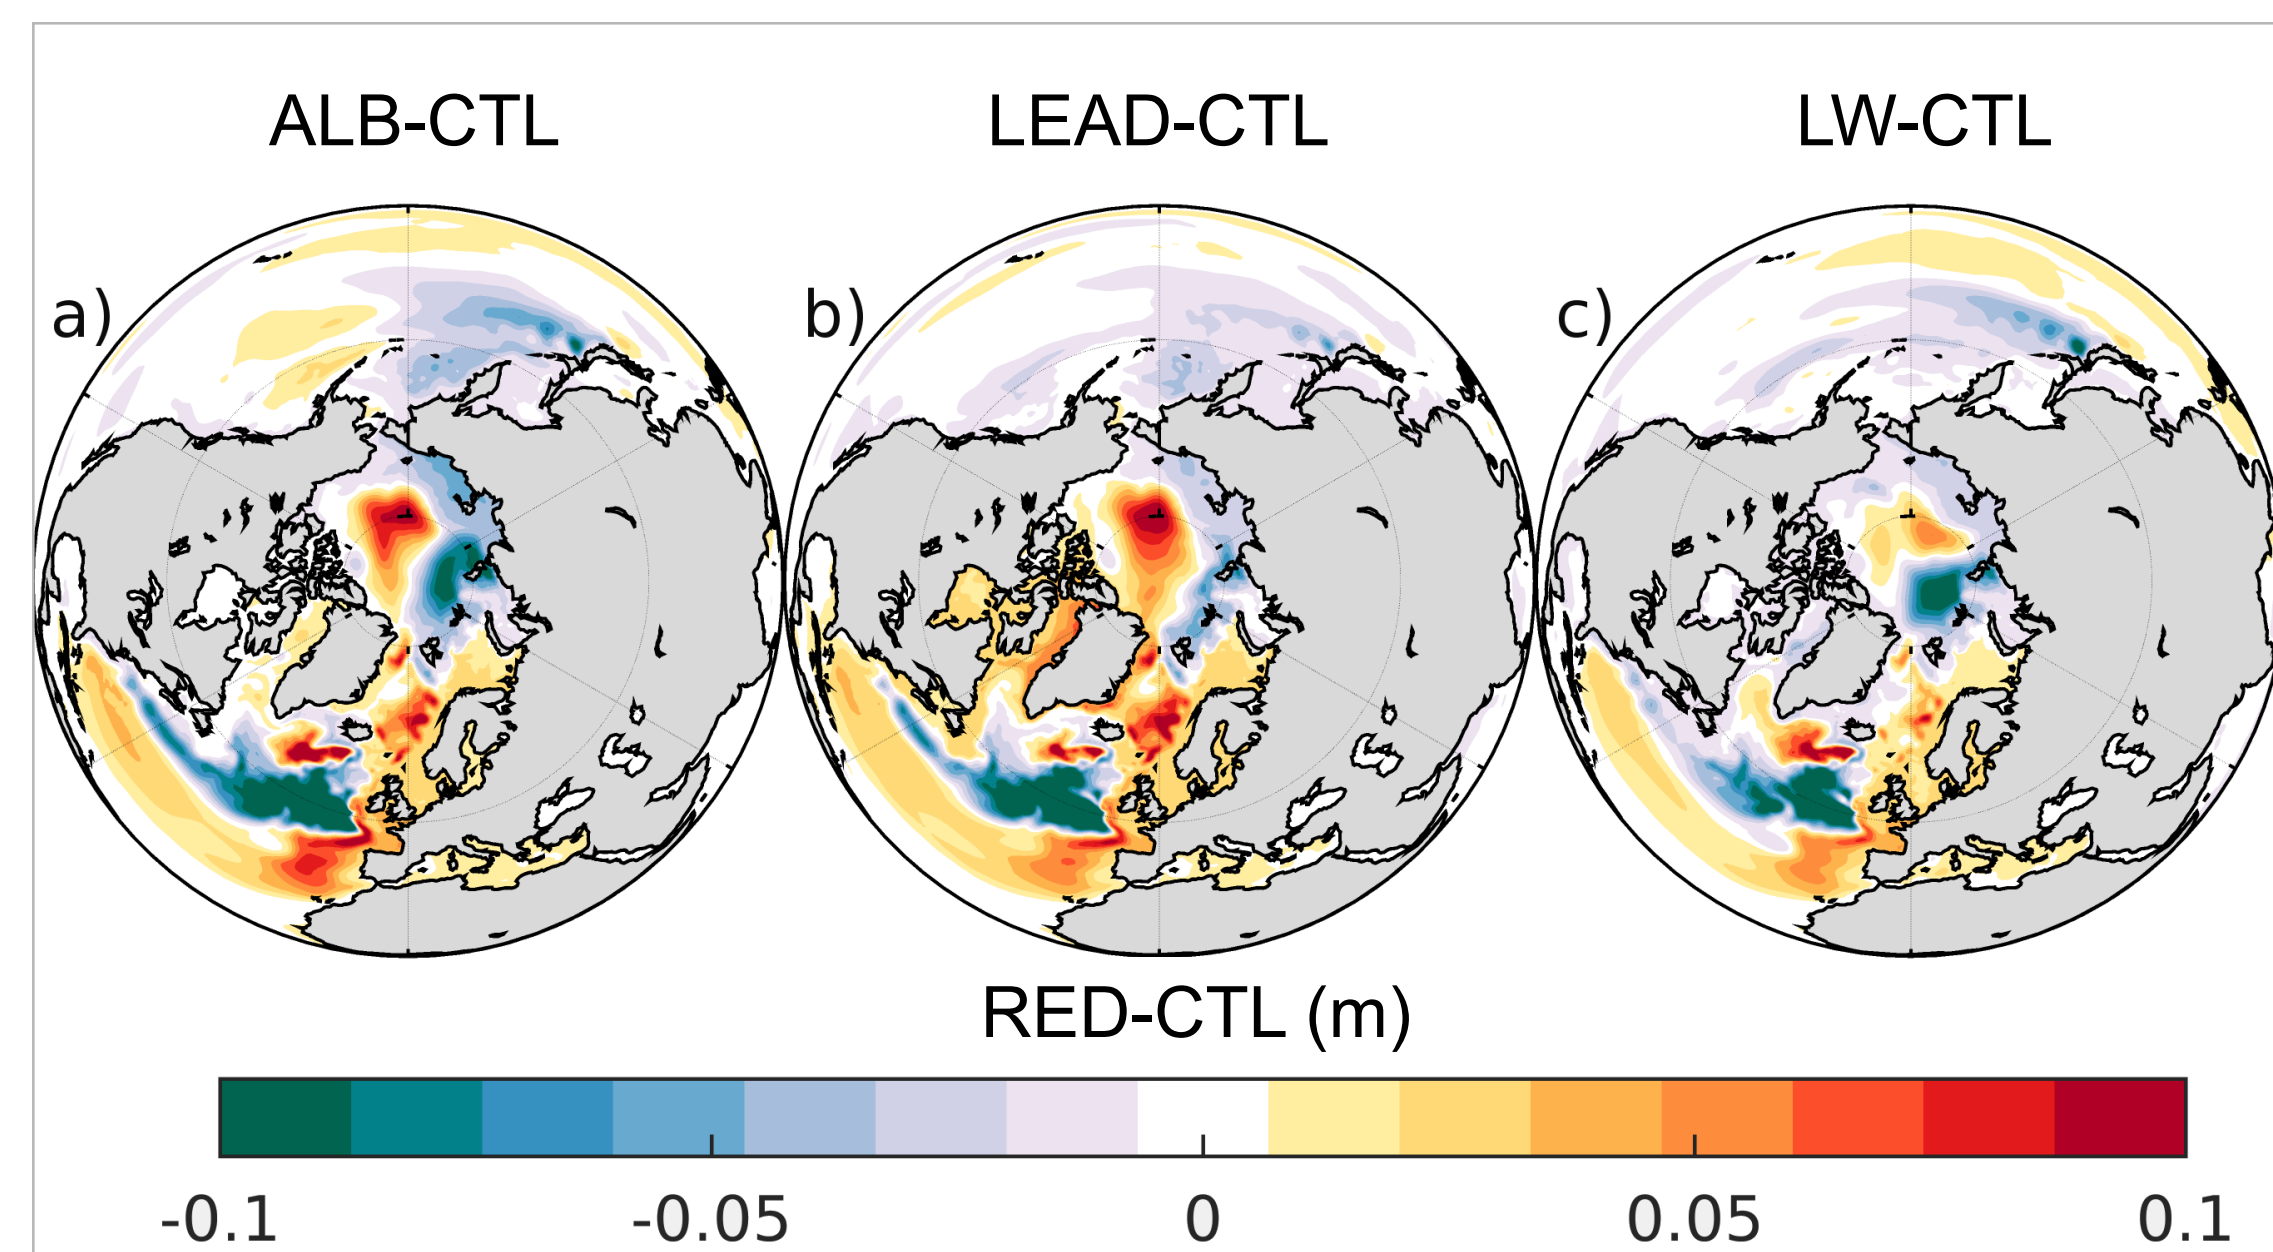 ALB-CTL LEAD-CTL LW-CTL
a) b) c)
RED-CTL (m)
-0.1 -0.05 0 0.05 0.1